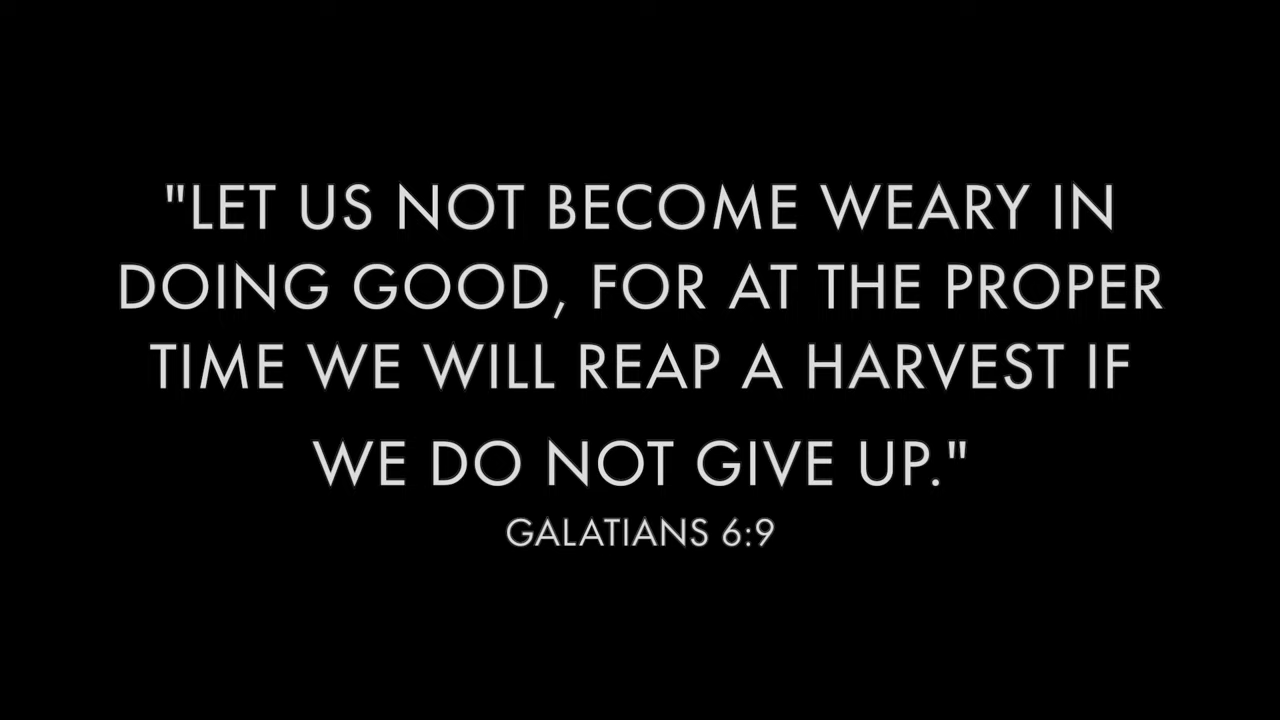 "LET US NOT BECOME WEARY IN
DOING GOOD, FOR AT THE PROPER
TIME WE WILL REAP A HARVEST IF
WE DO NOT GIVE UP."
GALATIANS 6:9